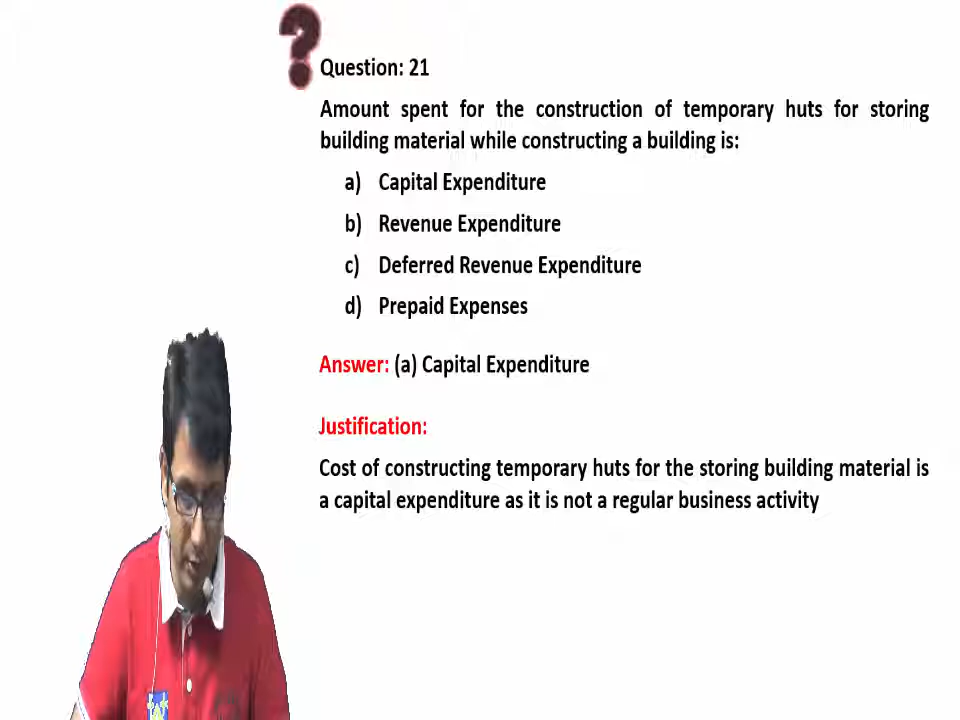 Question: 21
Amount spent for the construction of temporary huts for storing
building material while constructing a building is:
a) Capital Expenditure
b) Revenue Expenditure
c) Deferred Revenue Expenditure
d) Prepaid Expenses
Answer: (a) Capital Expenditure
Justification:
Cost of constructing temporary huts for the storing building material is
a capital expenditure as it is not a regular business activity